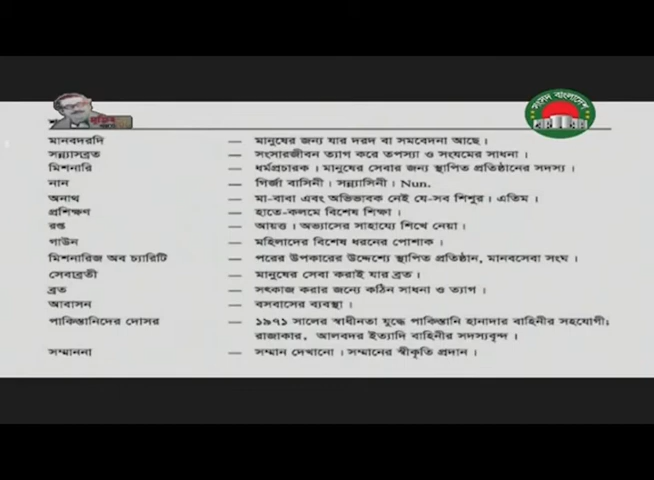 সংসদ বাংলাদেশ
মানবদরদি — মানুষের জন্য যার দরদ বা সমবেদনা আছে।
সন্ন্যাসব্রত — সংসারজীবন ত্যাগ করে তপস্যা ও সংযমের সাধনা।
মিশনারি — ধর্মপ্রচারক। মানুষের সেবার জন্য স্থাপিত প্রতিষ্ঠানের সদস্য।
নান — গির্জা বাসিনী। সন্ন্যাসিনী। Nun.
অনাথ — মা-বাবা এবং অভিভাবক নেই যে-সব শিশুর। এতিম।
প্রশিক্ষণ — হাতে-কলমে বিশেষ শিক্ষা।
রপ্ত — আয়ত্ত। অভ্যাসের সাহায্যে শিখে নেয়া।
গাউন — মহিলাদের বিশেষ ধরনের পোশাক।
মিশনারিজ অব চ্যারিটি — পরের উপকারের উদ্দেশ্যে স্থাপিত প্রতিষ্ঠান, মানবসেবা সংঘ।
সেবাব্রতী — মানুষের সেবা করাই যার ব্রত।
ব্রত — সৎকাজ করার জন্যে কঠিন সাধনা ও ত্যাগ।
আবাসন — বসবাসের ব্যবস্থা।
পাকিস্তানিদের দোসর — ১৯৭১ সালের স্বাধীনতা যুদ্ধে পাকিস্তানি হানাদার বাহিনীর সহযোগী;
রাজাকার, আলবদর ইত্যাদি বাহিনীর সদস্যবৃন্দ।
সম্মাননা — সম্মান দেখানো। সম্মানের স্বীকৃতি প্রদান।